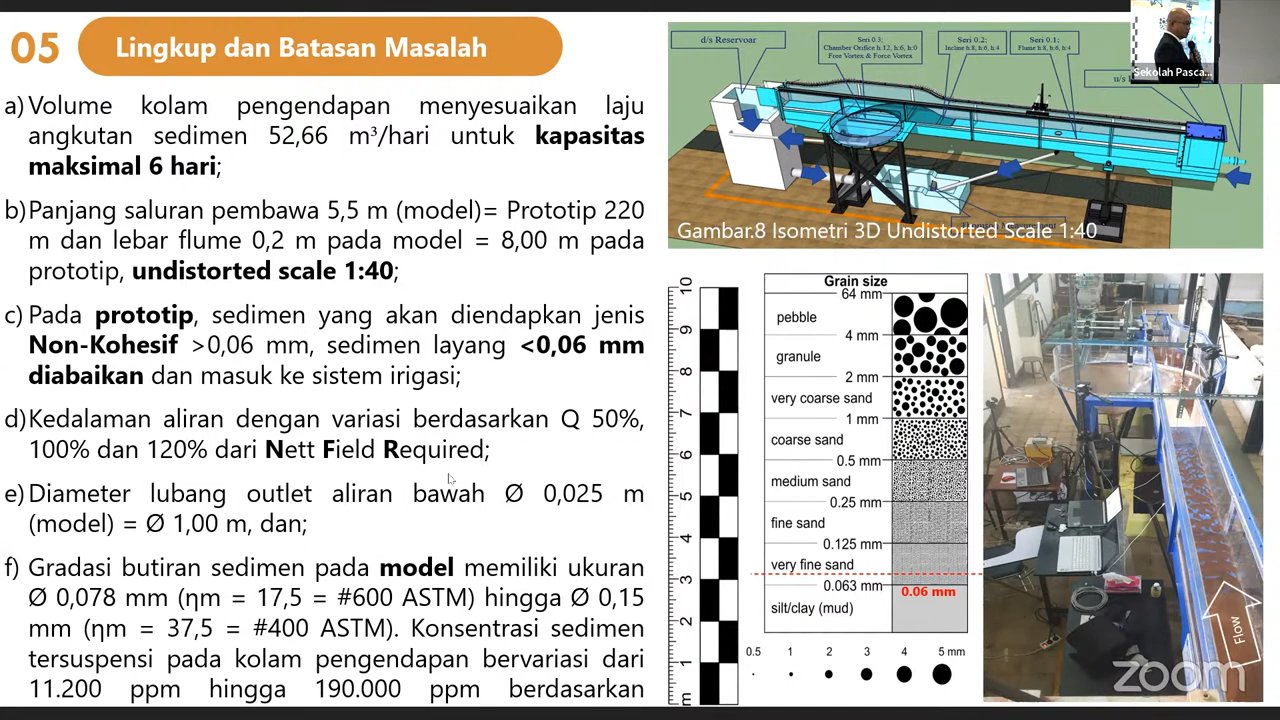 05
Lingkup dan Batasan Masalah
a) Volume kolam pengendapan menyesuaikan laju
angkutan sedimen 52,66 m³/hari untuk kapasitas
maksimal 6 hari;
b) Panjang saluran pembawa 5,5 m (model)= Prototip 220
m dan lebar flume 0,2 m pada model = 8,00 m pada
prototip, undistorted scale 1:40;
c) Pada prototip, sedimen yang akan diendapkan jenis
Non-Kohesif >0,06 mm, sedimen layang <0,06 mm
diabaikan dan masuk ke sistem irigasi;
d) Kedalaman aliran dengan variasi berdasarkan Q 50%,
100% dan 120% dari Nett Field Required;
e) Diameter lubang outlet aliran bawah Ø 0,025 m
(model) = Ø 1,00 m, dan;
f) Gradasi butiran sedimen pada model memiliki ukuran
Ø 0,078 mm (ηm = 17,5 = #600 ASTM) hingga Ø 0,15
mm (ηm = 37,5 = #400 ASTM). Konsentrasi sedimen
tersuspensi pada kolam pengendapan bervariasi dari
11.200 ppm hingga 190.000 ppm berdasarkan
d/s Reservoar
Seri 0.3;
Chamber Orifice h:12, h:6, h:0
Free Vortex & Force Vortex
Seri 0.2;
Incline h:8, h:6, h:4
Seri 0.1;
Flume h:8, h:6, h:4
u/s
Sekolah Pasca...
Gambar.8 Isometri 3D Undistorted Scale 1:40
10
9
8
7
6
5
4
3
2
1
m
Grain size
64 mm
pebble
4 mm
granule
2 mm
very coarse sand
1 mm
coarse sand
0.5 mm
medium sand
0.25 mm
fine sand
0.125 mm
very fine sand
0.063 mm
0.06 mm
silt/clay (mud)
0.5 1 2 3 4 5 mm
Flow
zoom